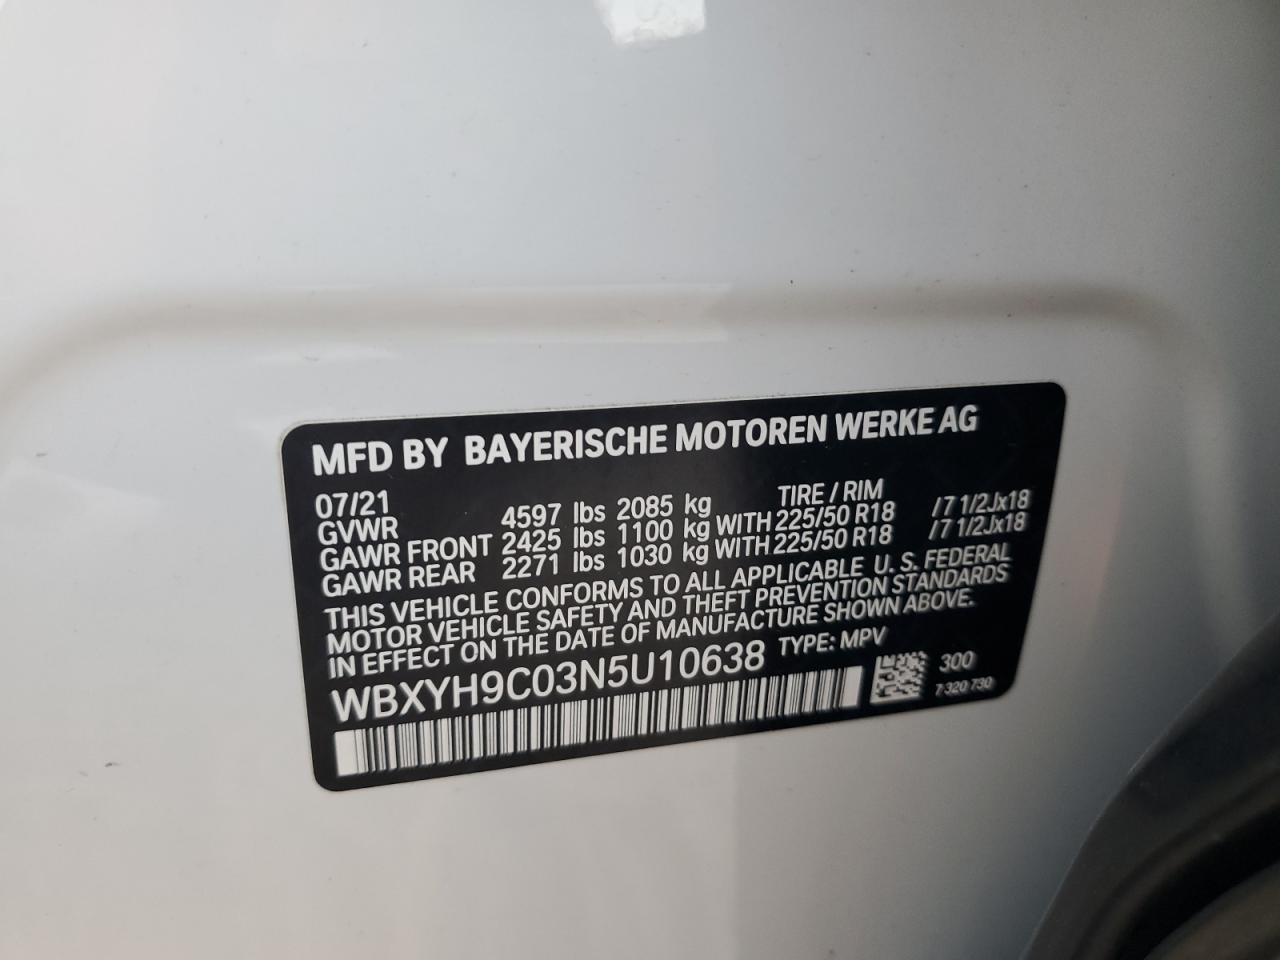 MFD BY BAYERISCHE MOTOREN WERKE AG
07/21 TIRE / RIM
GVWR 4597 lbs 2085 kg
GAWR FRONT 2425 lbs 1100 kg WITH 225/50 R18 /7 1/2Jx18
GAWR REAR 2271 lbs 1030 kg WITH 225/50 R18 /7 1/2Jx18
THIS VEHICLE CONFORMS TO ALL APPLICABLE U. S. FEDERAL
MOTOR VEHICLE SAFETY AND THEFT PREVENTION STANDARDS
IN EFFECT ON THE DATE OF MANUFACTURE SHOWN ABOVE.
WBXYH9C03N5U10638 TYPE: MPV
300
7 320 730